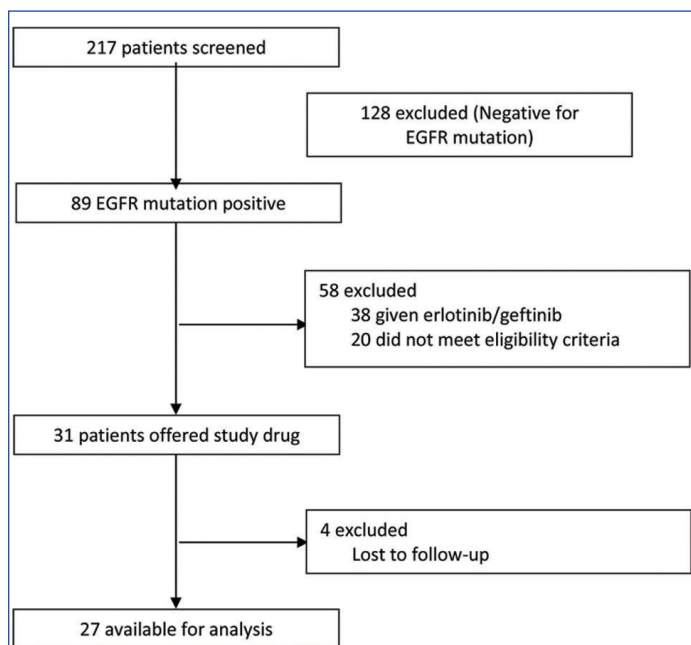 217 patients screened
128 excluded (Negative for
EGFR mutation)
89 EGFR mutation positive
58 excluded
38 given erlotinib/geftinib
20 did not meet eligibility criteria
31 patients offered study drug
4 excluded
Lost to follow-up
27 available for analysis